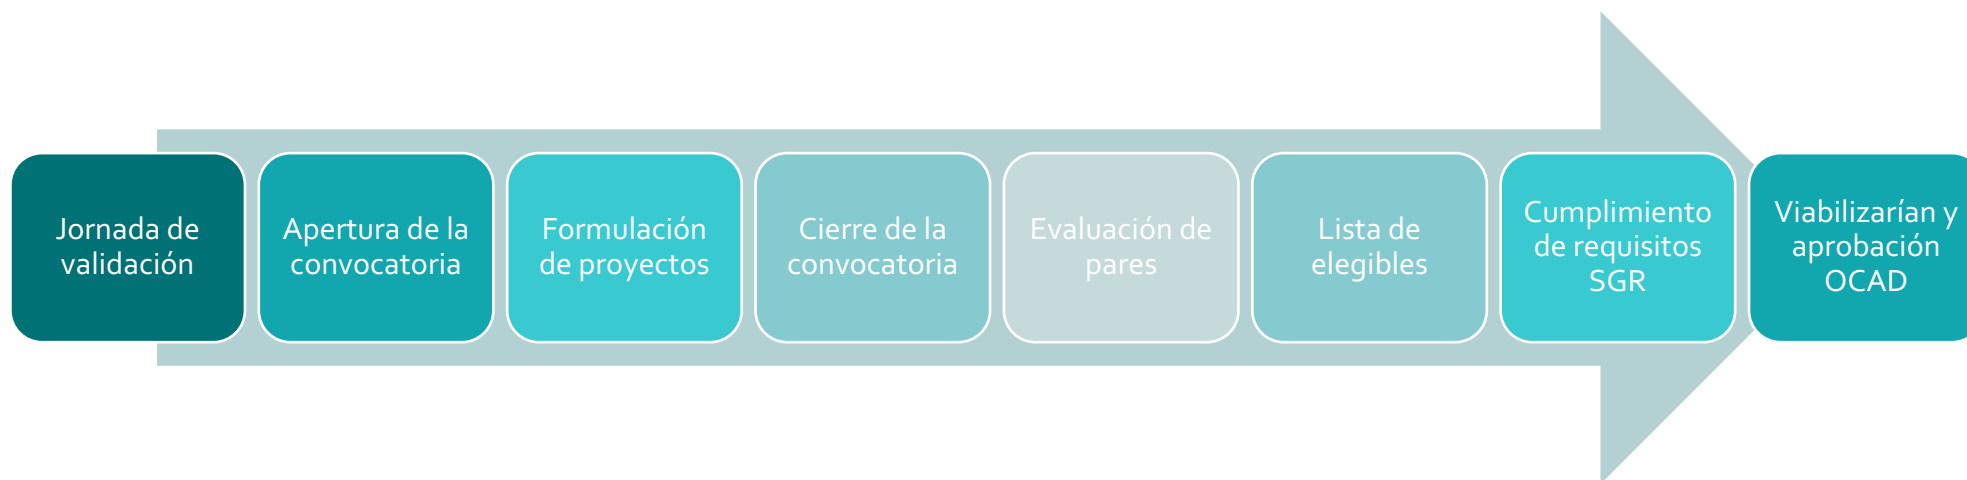 Jornada de
validación
Apertura de la
convocatoria
Formulación
de proyectos
Cierre de la
convocatoria
Evaluación de
pares
Lista de
elegibles
Cumplimiento
de requisitos
SGR
Viabilizarían y
aprobación
OCAD